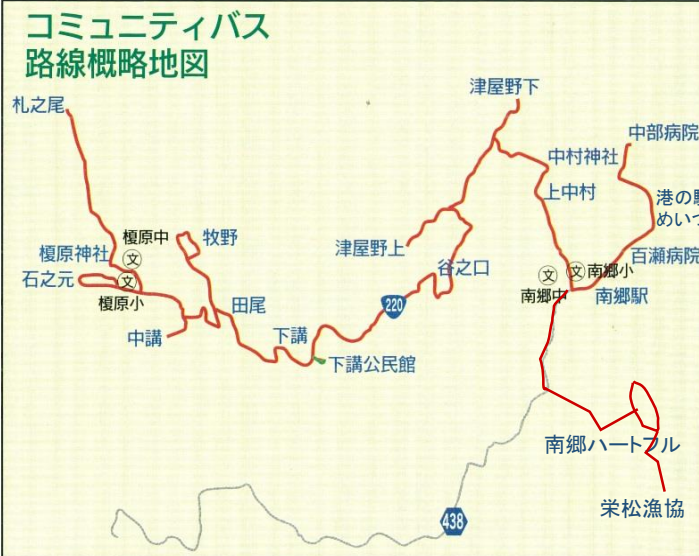 コミュニティバス
路線概略地図
札之尾
津屋野下
中部病院
中村神社
上中村
港の駅
めいつ
榎原中
牧野
榎原神社
文
津屋野上
百瀬病院
石之元
文
谷之口
文
文
南郷小
榎原小
田尾
220
南郷中
南郷駅
中講
下講
下講公民館
南郷ハートフル
438
栄松漁協